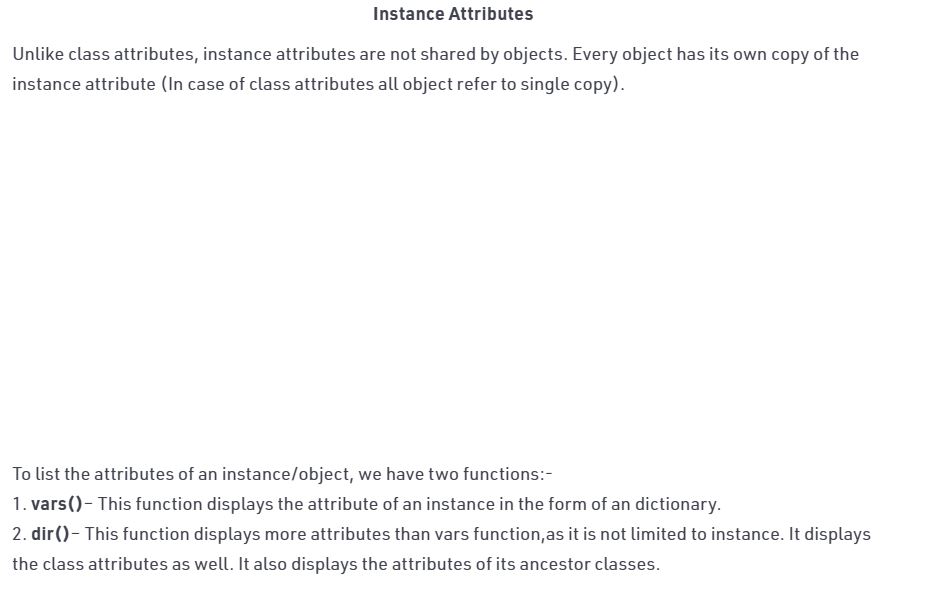 Instance Attributes
Unlike class attributes, instance attributes are not shared by objects. Every object has its own copy of the
instance attribute (In case of class attributes all object refer to single copy).
To list the attributes of an instance/object, we have two functions:-
1. vars()– This function displays the attribute of an instance in the form of an dictionary.
2. dir()– This function displays more attributes than vars function,as it is not limited to instance. It displays
the class attributes as well. It also displays the attributes of its ancestor classes.